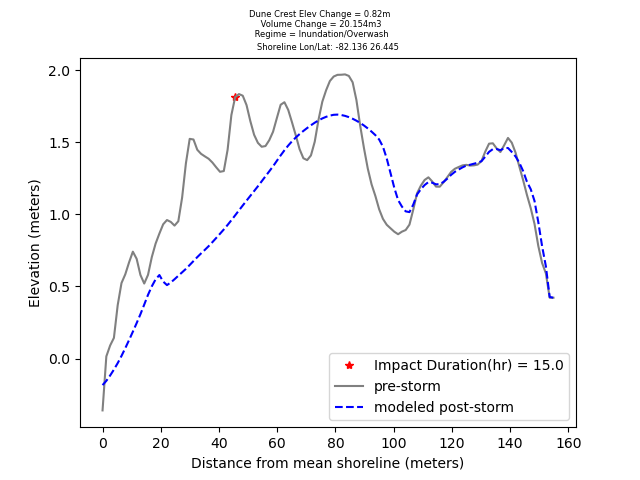 Dune Crest Elev Change = 0.82m
Volume Change = 20.154m3
Regime = Inundation/Overwash
Shoreline Lon/Lat: -82.136 26.445
2.0
1.5
1.0
0.5
0.0
Elevation (meters)
Impact Duration(hr) = 15.0
pre-storm
modeled post-storm
0 20 40 60 80 100 120 140 160
Distance from mean shoreline (meters)